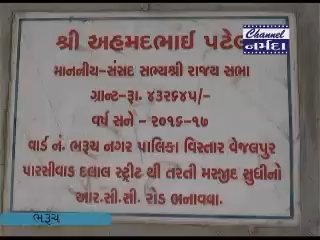 Channel
નર્મદા
શ્રી અહમદભાઈ પટેલ
માનનીય-સંસદ સભ્યશ્રી રાજય સભા
ગ્રાન્ટ-રૂા. ૪૩૨૬૪૫/-
વર્ષ સને - ૨૦૧૬-૧૭
વાર્ડ નં. ભરૂચ નગર પાલિકા વિસ્તાર વેજલપુર
પારસીવાડ દલાલ સ્ટ્રીટ થી તરતી મસ્જીદ સુધીનો
આર.સી.સી. રોડ બનાવવા.
ભરૂચ